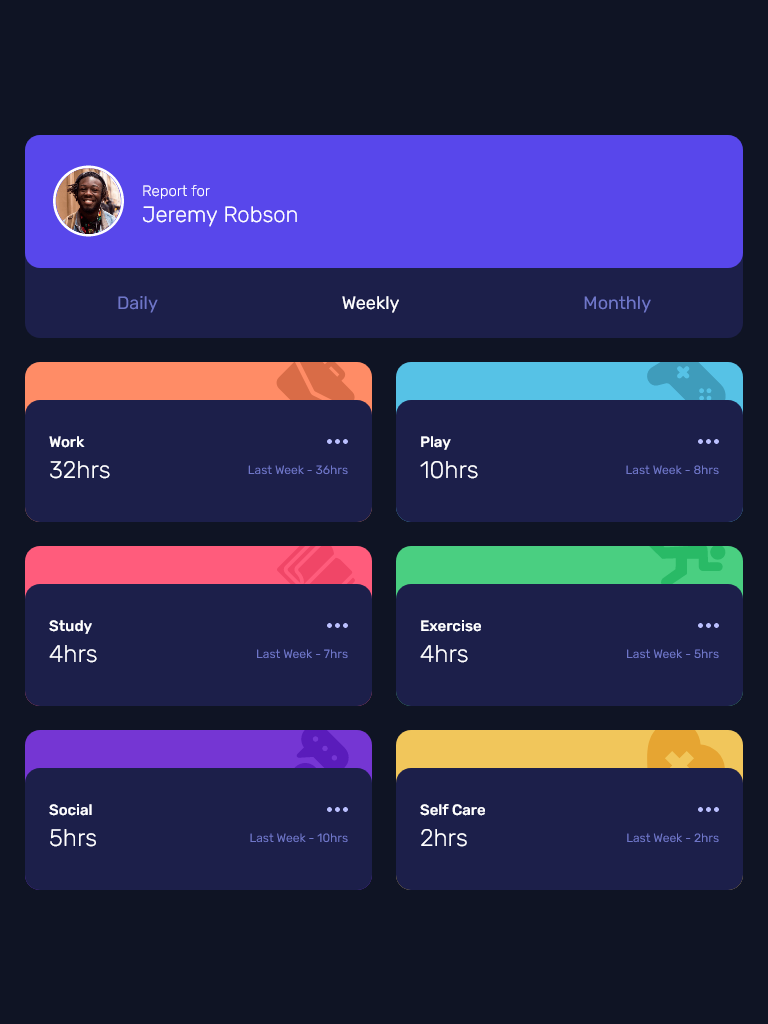 Report for
Jeremy Robson
Daily Weekly Monthly
Work
32hrs Last Week - 36hrs
Play
10hrs Last Week - 8hrs
Study
4hrs Last Week - 7hrs
Exercise
4hrs Last Week - 5hrs
Social
5hrs Last Week - 10hrs
Self Care
2hrs Last Week - 2hrs